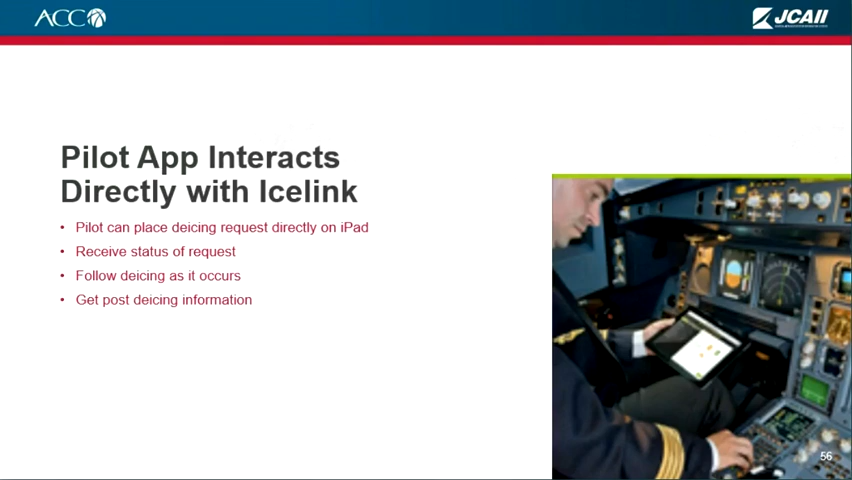 ACC
JCAII
Pilot App Interacts
Directly with Icelink
• Pilot can place deicing request directly on iPad
• Receive status of request
• Follow deicing as it occurs
• Get post deicing information
56